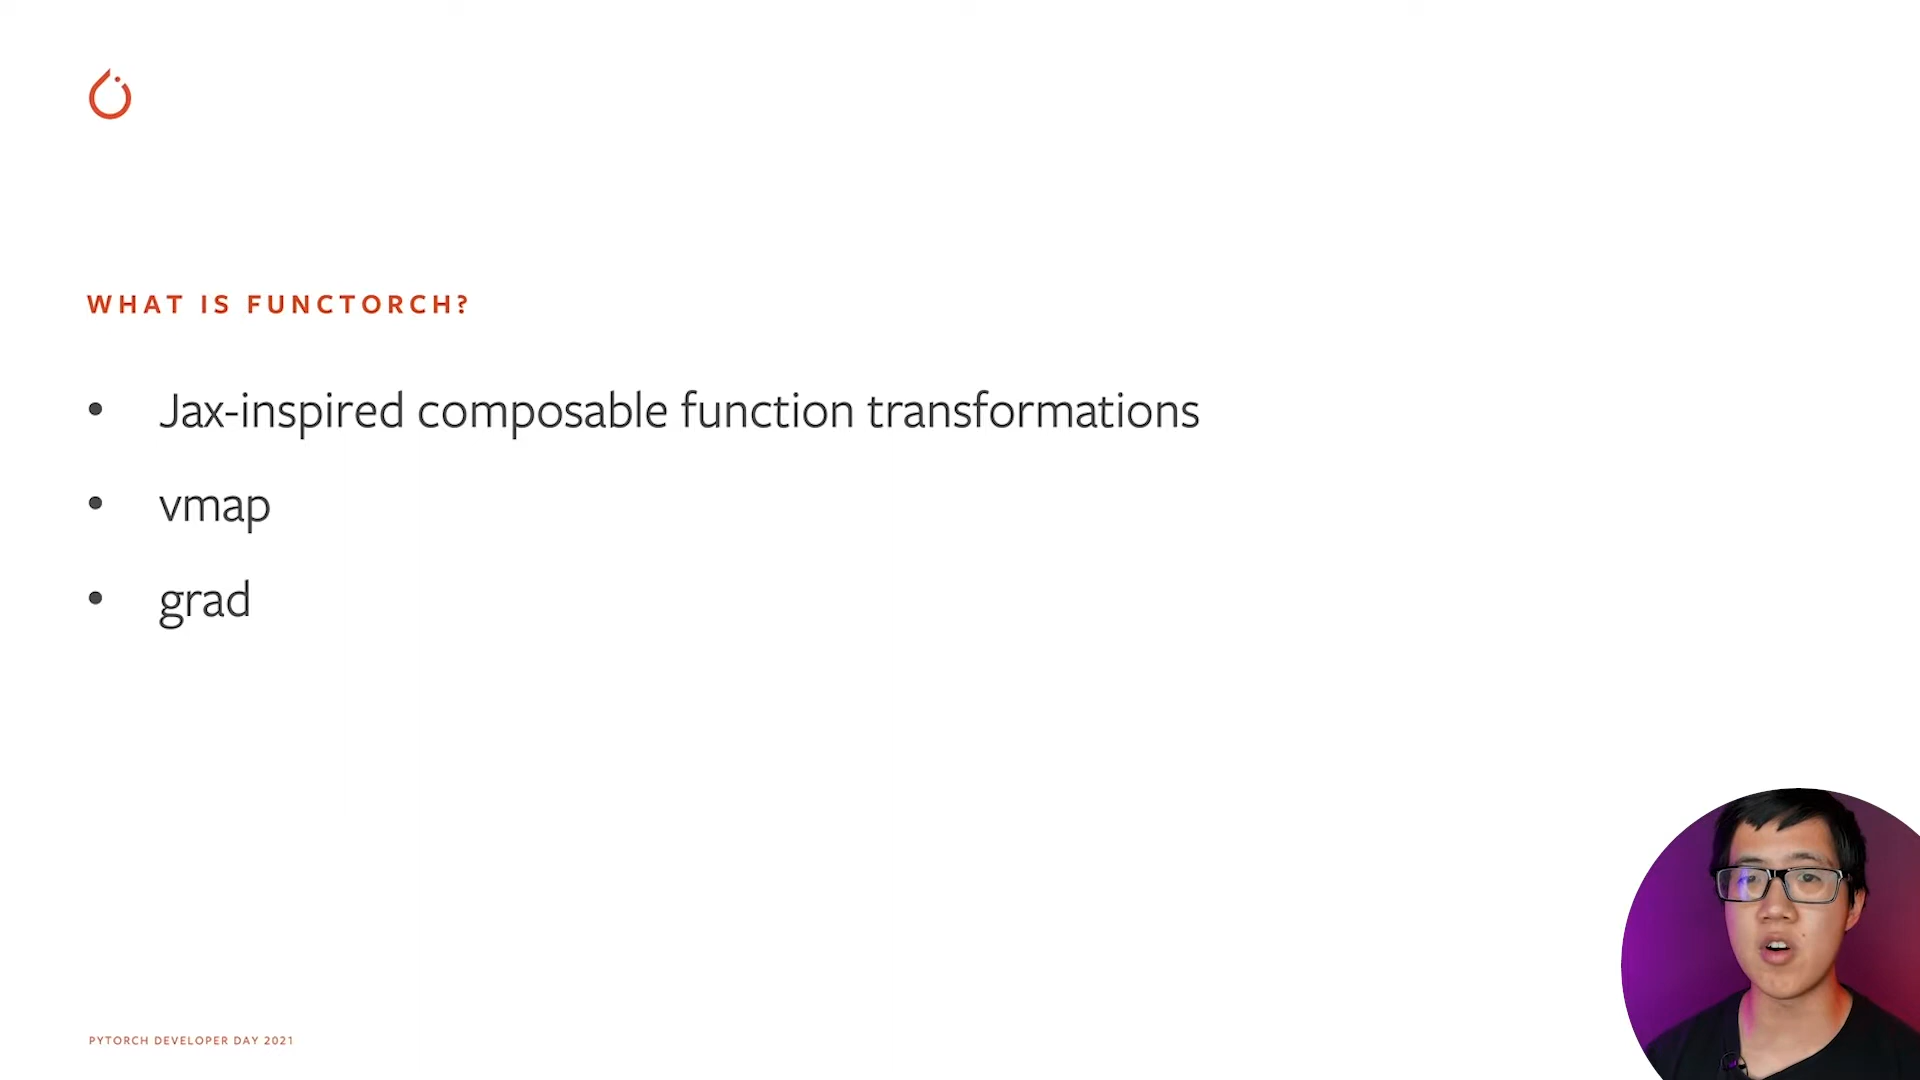 WHAT IS FUNCTORCH?
• Jax-inspired composable function transformations
• vmap
• grad
PYTORCH DEVELOPER DAY 2021